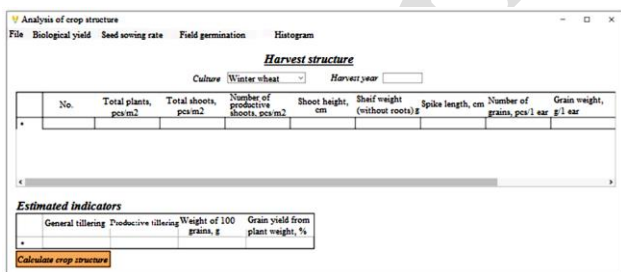 Analysis of crop structure
File Biological yield Seed sowing rate Field germination Histogram
Harvest structure
Culture Winter wheat Harvest year
No. Total plants, pcs/m2 Total shoots, pcs/m2 Number of productive shoots, pcs/m2 Shoot height, cm Sheif weight (without roots) g Spike length, cm Number of grains, pcs/1 ear Grain weight, g/1 ear
Estimated indicators
General tillering Productive tillering Weight of 100 grains, g Grain yield from plant weight, %
Calculate crop structure